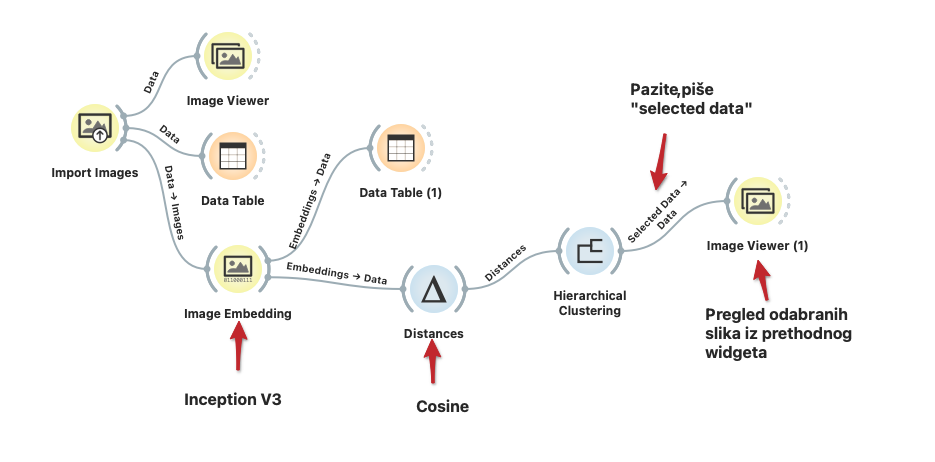 Data
Image Viewer
Import Images
Data
Data Table
Data → Images
Embeddings → Data
Data Table (1)
011000111
Image Embedding
Embeddings → Data
Distances
Distances
Hierarchical
Clustering
Selected Data →
Data
Image Viewer (1)
Pazite,piše
"selected data"
Pregled odabranih
slika iz prethodnog
widgeta
Inception V3
Cosine